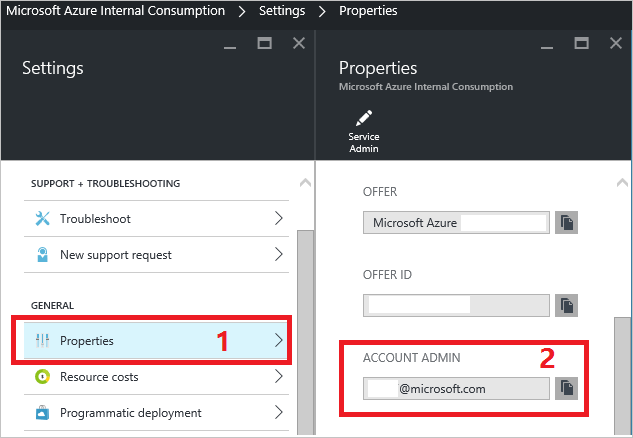 Microsoft Azure Internal Consumption > Settings > Properties
Settings
SUPPORT + TROUBLESHOOTING
Troubleshoot
New support request
GENERAL
Properties
1
Resource costs
Programmatic deployment
Properties
Microsoft Azure Internal Consumption
Service
Admin
OFFER
Microsoft Azure
OFFER ID
ACCOUNT ADMIN
2
@microsoft.com